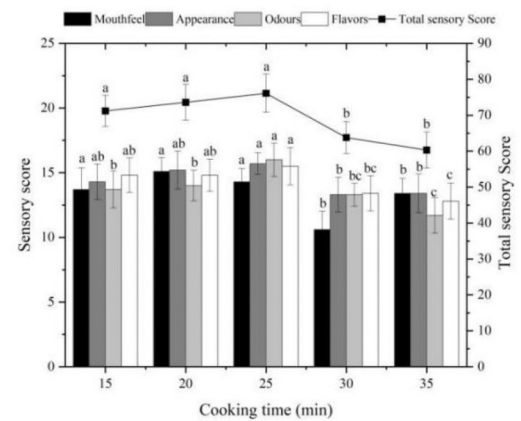 Mouthfeel Appearance Odours Flavors Total sensory Score
25 90
80
20 70
60
15 50
10 40
30
5 20
10
0 0
a a a b b
a ab b ab a ab b ab a a a a b b bc bc b b c c
15 20 25 30 35
Sensory score
Total sensory Score
Cooking time (min)